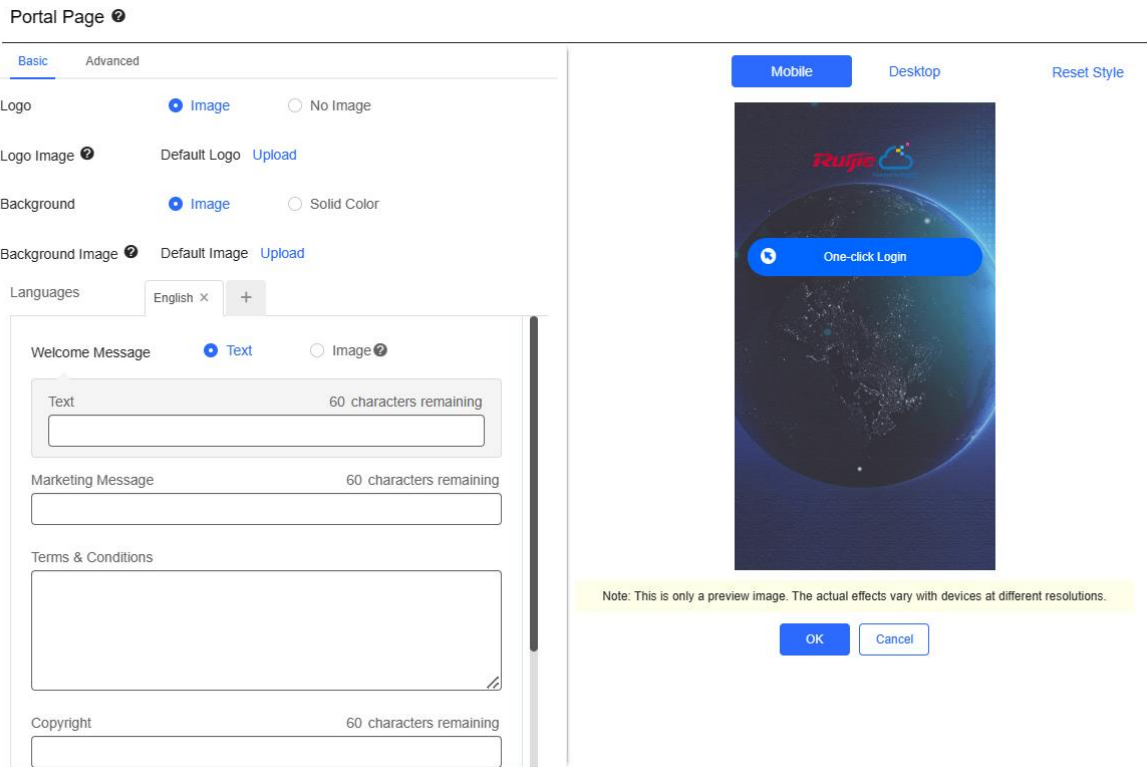 Portal Page
Basic Advanced
Logo Image No Image
Logo Image Default Logo Upload
Background Image Solid Color
Background Image Default Image Upload
Languages English × +
Welcome Message Text Image
Text 60 characters remaining
Marketing Message 60 characters remaining
Terms & Conditions
Copyright 60 characters remaining
Mobile Desktop Reset Style
Ruijie
One-click Login
Note: This is only a preview image. The actual effects vary with devices at different resolutions.
OK Cancel